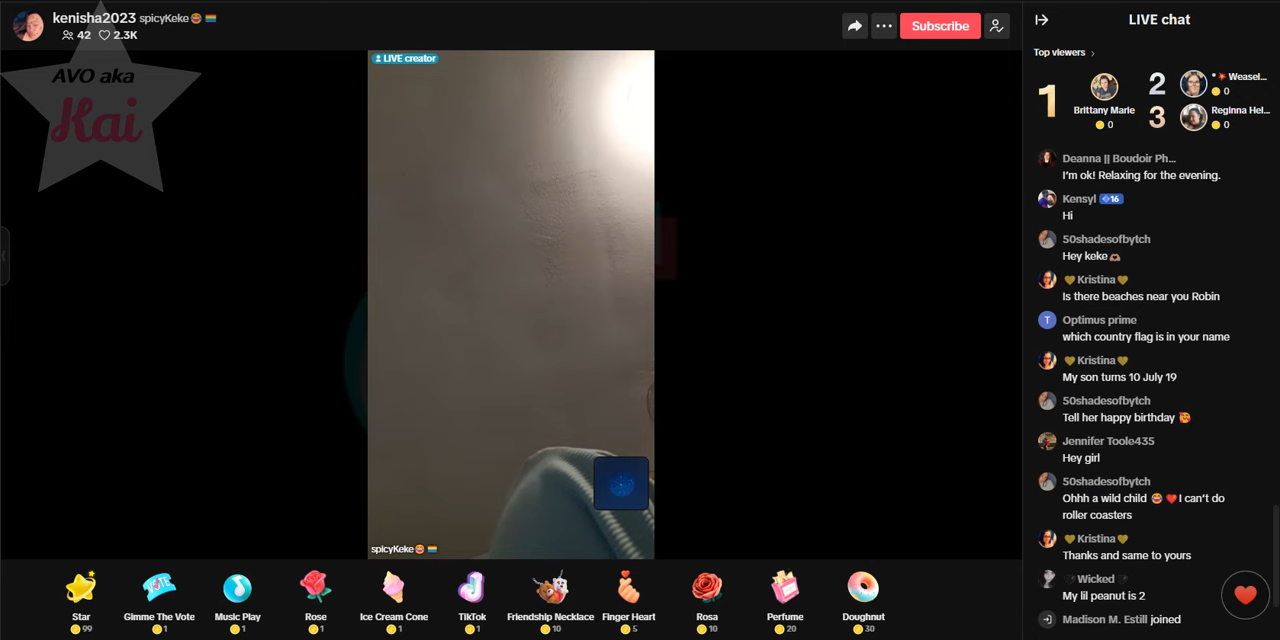 kenisha2023 spicyKeke😂🏳️‍🌈
42 2.3K
Subscribe
AVO aka
Kai
LIVE creator
spicyKeke😂🏳️‍🌈
Star
99
Gimme The Vote
1
Music Play
1
Rose
1
Ice Cream Cone
1
TikTok
1
Friendship Necklace
10
Finger Heart
5
Rosa
10
Perfume
20
Doughnut
30
LIVE chat
Top viewers
1
Brittany Marie
0
2
Weasel...
0
3
Reginna Hel...
0
Deanna || Boudoir Ph...
I'm ok! Relaxing for the evening.
Kensyl 16
Hi
50shadesofbytch
Hey keke🫶🏽
💛Kristina💛
Is there beaches near you Robin
T Optimus prime
which country flag is in your name
💛Kristina💛
My son turns 10 July 19
50shadesofbytch
Tell her happy birthday 🥰
Jennifer Toole435
Hey girl
50shadesofbytch
Ohhh a wild child 😂❤️I can't do
roller coasters
💛Kristina💛
Thanks and same to yours
🖤Wicked🖤
My lil peanut is 2
Madison M. Estill joined